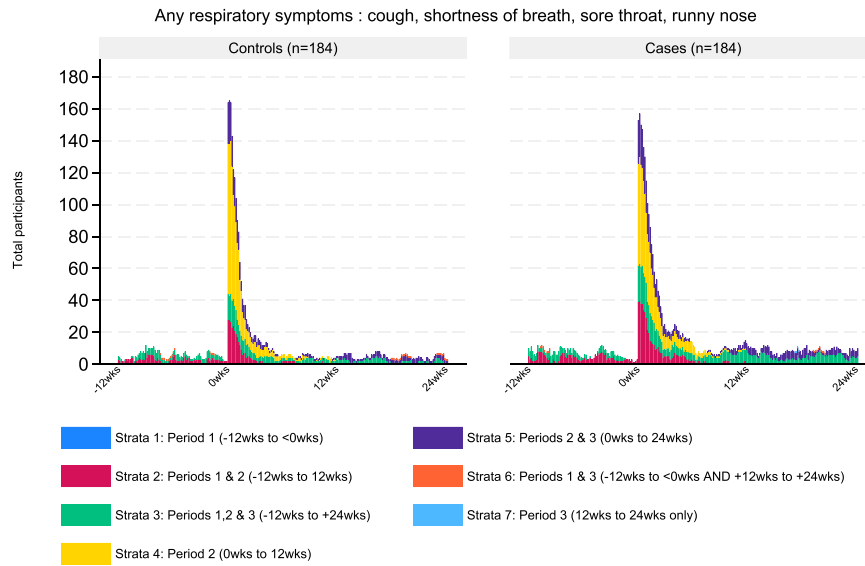 Any respiratory symptoms : cough, shortness of breath, sore throat, runny nose
Controls (n=184)
Cases (n=184)
Total participants
180
160
140
120
100
80
60
40
20
0
-12wks
0wks
12wks
24wks
-12wks
0wks
12wks
24wks
Strata 1: Period 1 (-12wks to <0wks)
Strata 2: Periods 1 & 2 (-12wks to 12wks)
Strata 3: Periods 1,2 & 3 (-12wks to +24wks)
Strata 4: Period 2 (0wks to 12wks)
Strata 5: Periods 2 & 3 (0wks to 24wks)
Strata 6: Periods 1 & 3 (-12wks to <0wks AND +12wks to +24wks)
Strata 7: Period 3 (12wks to 24wks only)